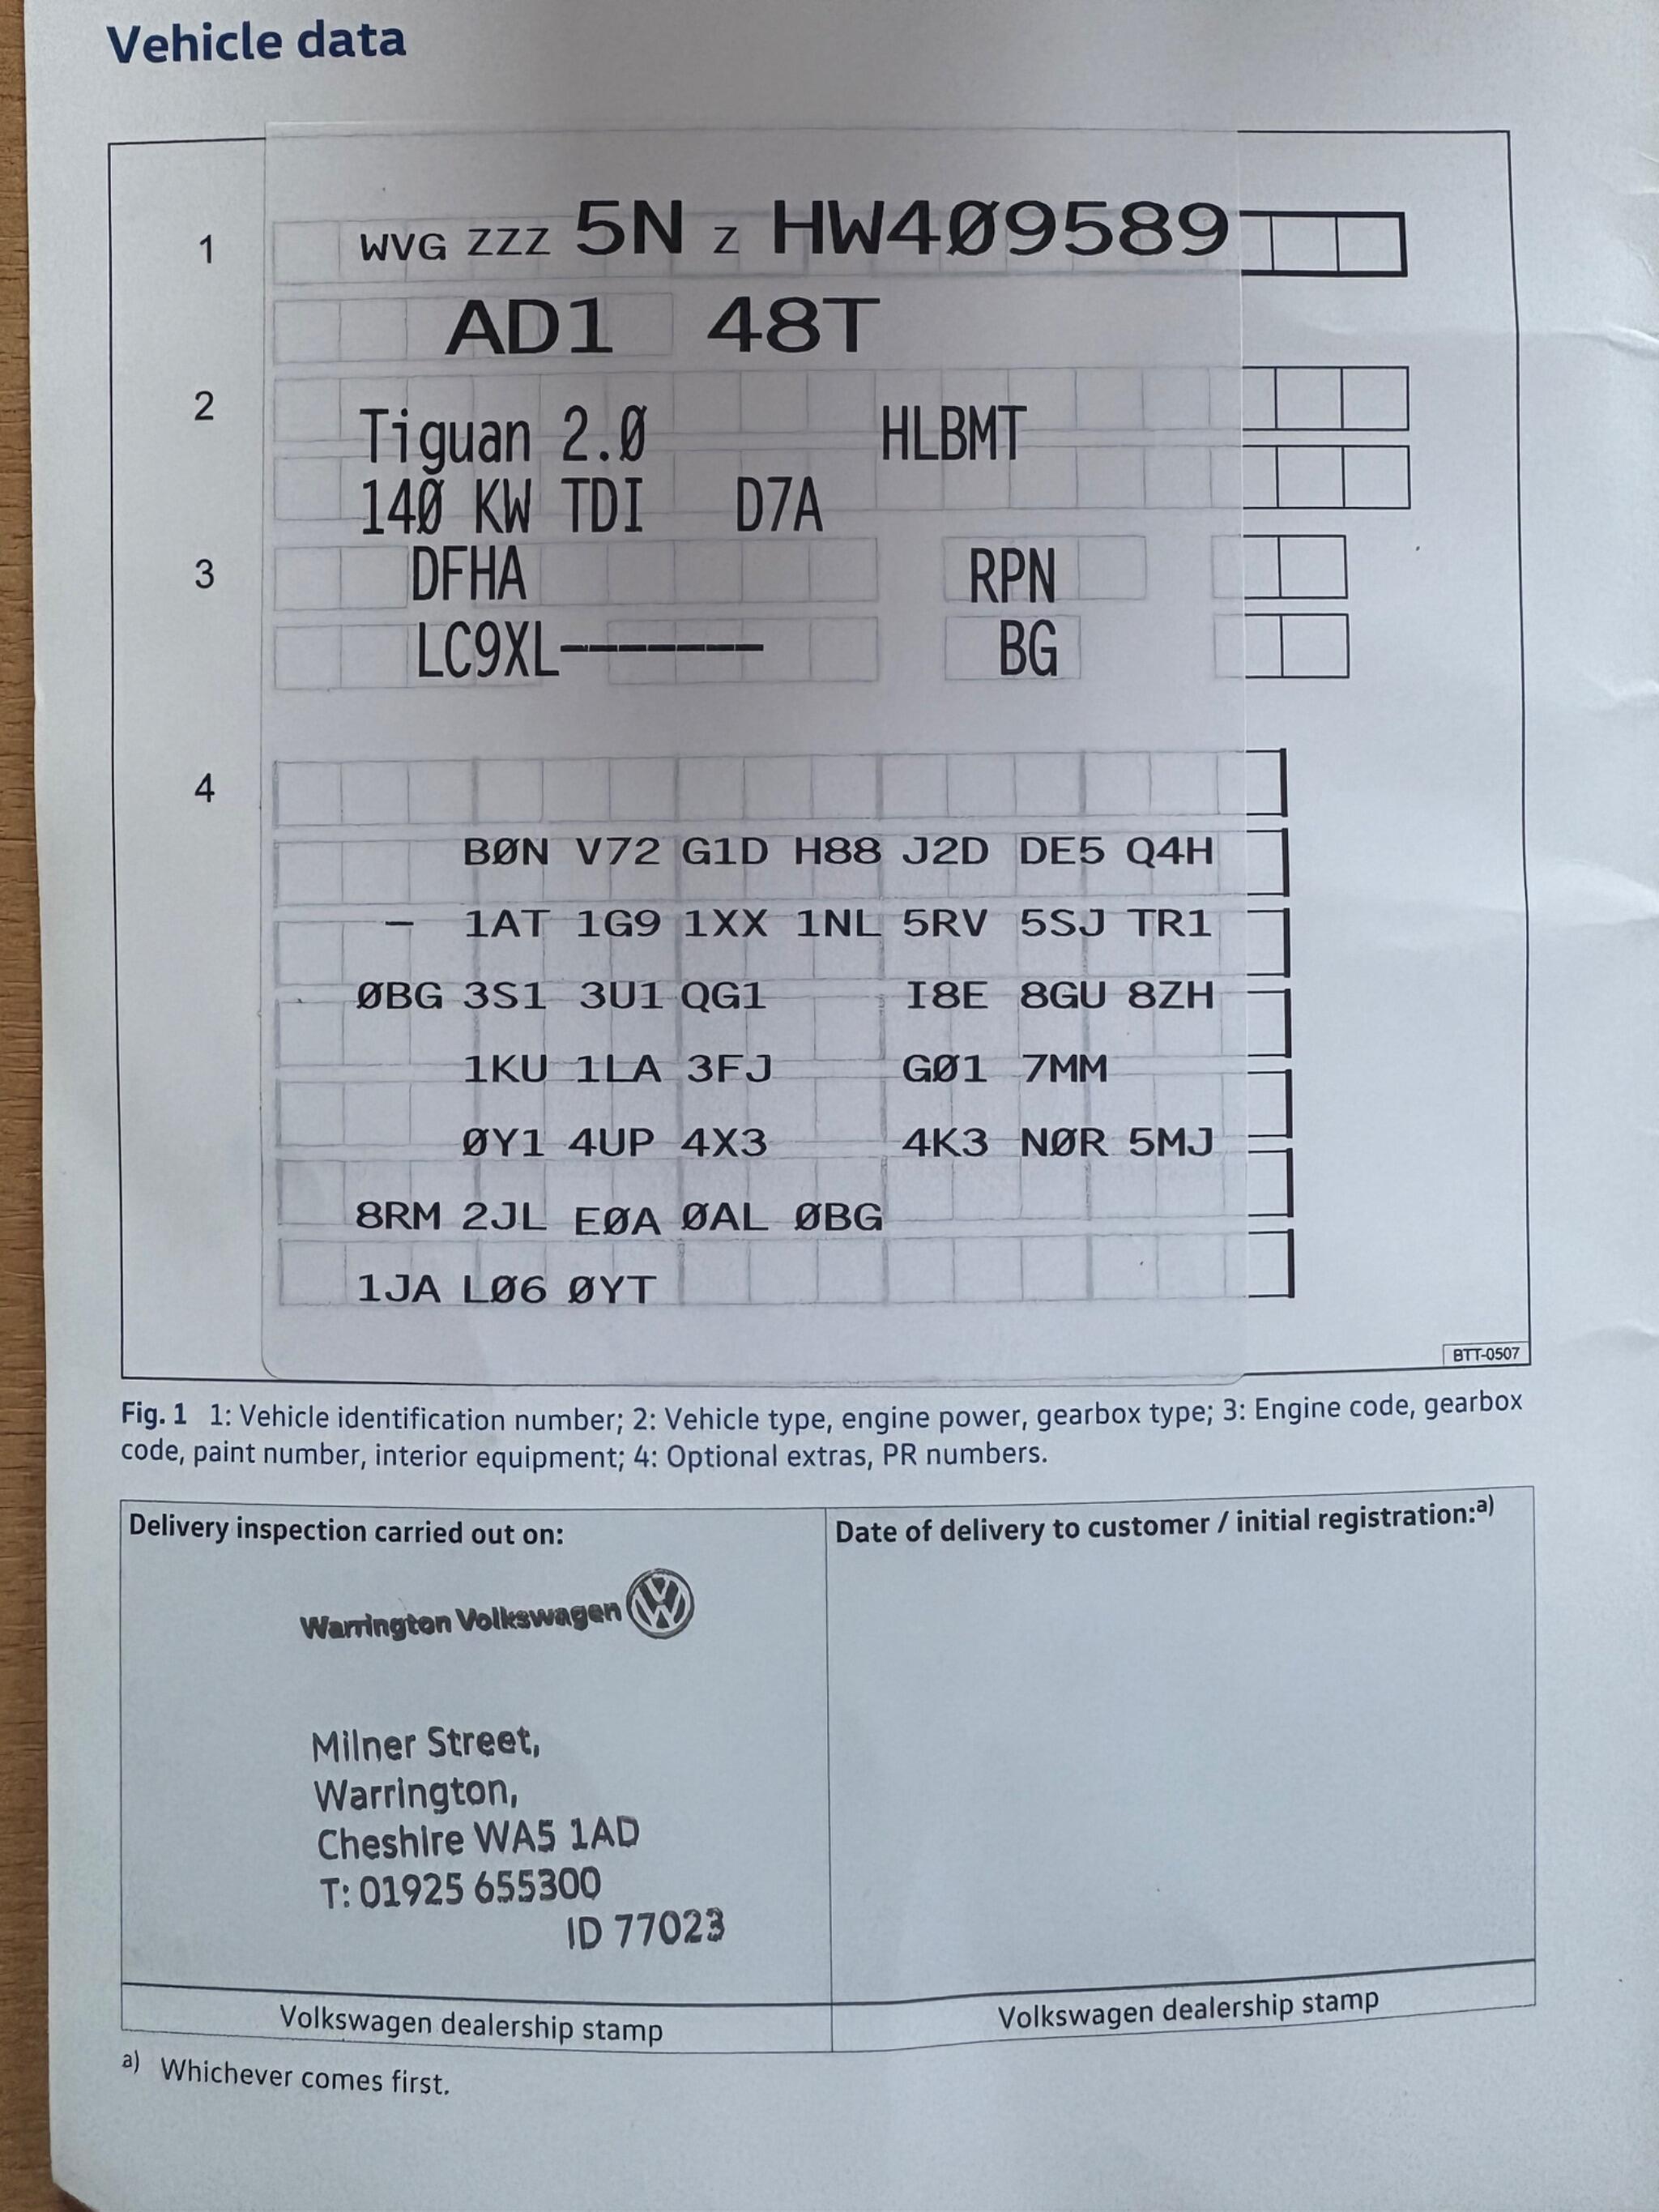 Vehicle data
1 WVG ZZZ 5N Z HW4Ø9589
AD1 48T
2
Tiguan 2.Ø HLBMT
14Ø KW TDI D7A
3 DFHA RPN
LC9XL------- BG
4
BØN V72 G1D H88 J2D DE5 Q4H
– 1AT 1G9 1XX 1NL 5RV 5SJ TR1
ØBG 3S1 3U1 QG1 I8E 8GU 8ZH
1KU 1LA 3FJ GØ1 7MM
ØY1 4UP 4X3 4K3 NØR 5MJ
8RM 2JL EØA ØAL ØBG
1JA LØ6 ØYT
BTT-0507
Fig. 1 1: Vehicle identification number; 2: Vehicle type, engine power, gearbox type; 3: Engine code, gearbox
code, paint number, interior equipment; 4: Optional extras, PR numbers.
Delivery inspection carried out on:
Date of delivery to customer / initial registration:a)
Warrington Volkswagen
Milner Street,
Warrington,
Cheshire WA5 1AD
T: 01925 655300
ID 77023
Volkswagen dealership stamp
Volkswagen dealership stamp
a) Whichever comes first.